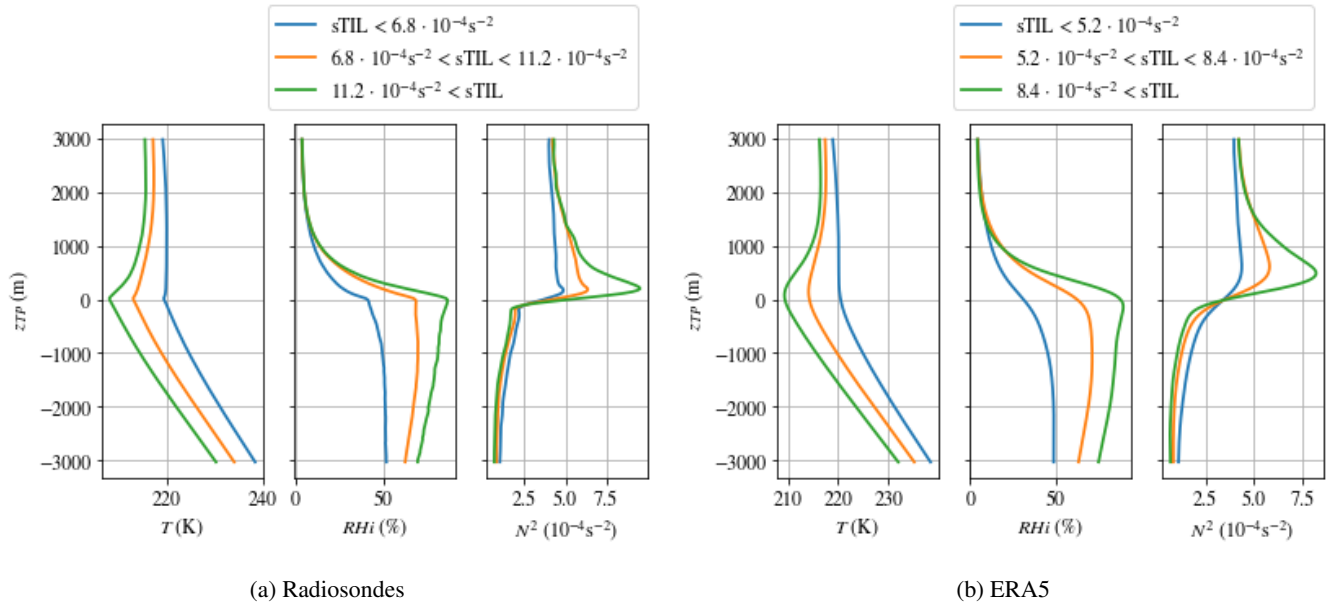 sTIL < 6.8 · 10⁻⁴s⁻²
6.8 · 10⁻⁴s⁻² < sTIL < 11.2 · 10⁻⁴s⁻²
11.2 · 10⁻⁴s⁻² < sTIL
sTIL < 5.2 · 10⁻⁴s⁻²
5.2 · 10⁻⁴s⁻² < sTIL < 8.4 · 10⁻⁴s⁻²
8.4 · 10⁻⁴s⁻² < sTIL
3000
2000
1000
0
−1000
−2000
−3000
zTP (m)
220 240
T (K)
0 50
RHi (%)
2.5 5.0 7.5
N² (10⁻⁴s⁻²)
3000
2000
1000
0
−1000
−2000
−3000
zTP (m)
210 220 230
T (K)
0 50
RHi (%)
2.5 5.0 7.5
N² (10⁻⁴s⁻²)
(a) Radiosondes
(b) ERA5